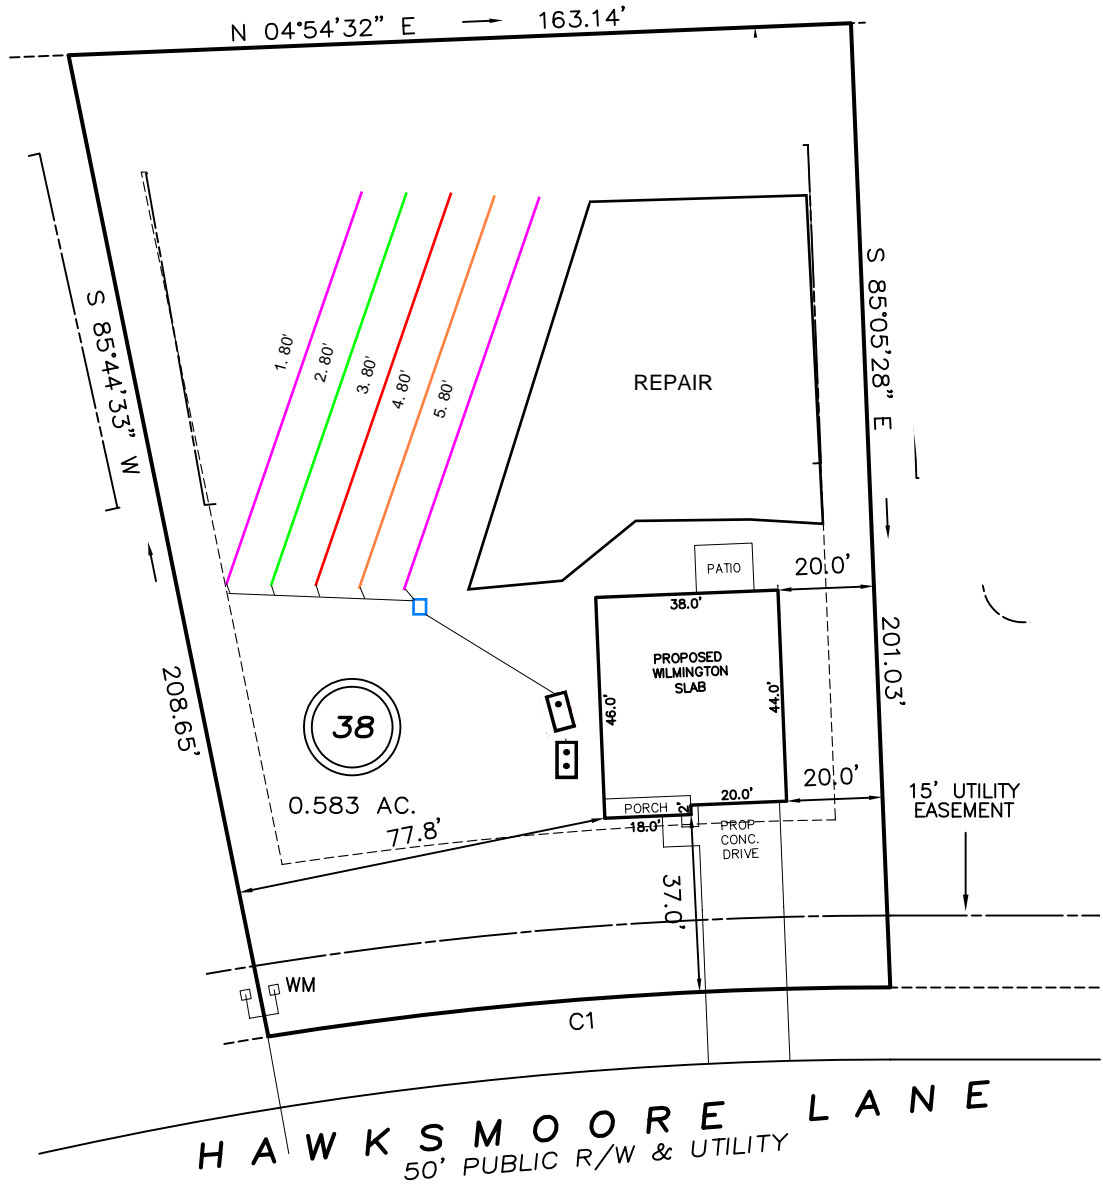 N 04°54'32" E 163.14'
S 85°44'33" W
208.65'
S 85°05'28" E
201.03'
1. 80'
2. 80'
3. 80'
4. 80'
5. 80'
REPAIR
PATIO
20.0'
38.0'
PROPOSED
WILMINGTON
SLAB
46.0'
44.0'
38
0.583 AC.
77.8'
PORCH
2'
20.0'
18.0'
20.0'
PROP
CONC.
DRIVE
37.0'
15' UTILITY
EASEMENT
WM
C1
HAWKSMOORE LANE
50' PUBLIC R/W & UTILITY